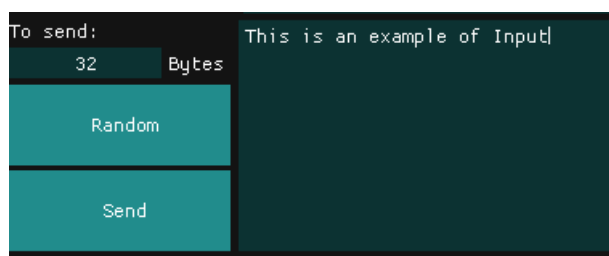 To send:
32 Bytes
Random
Send
This is an example of Input